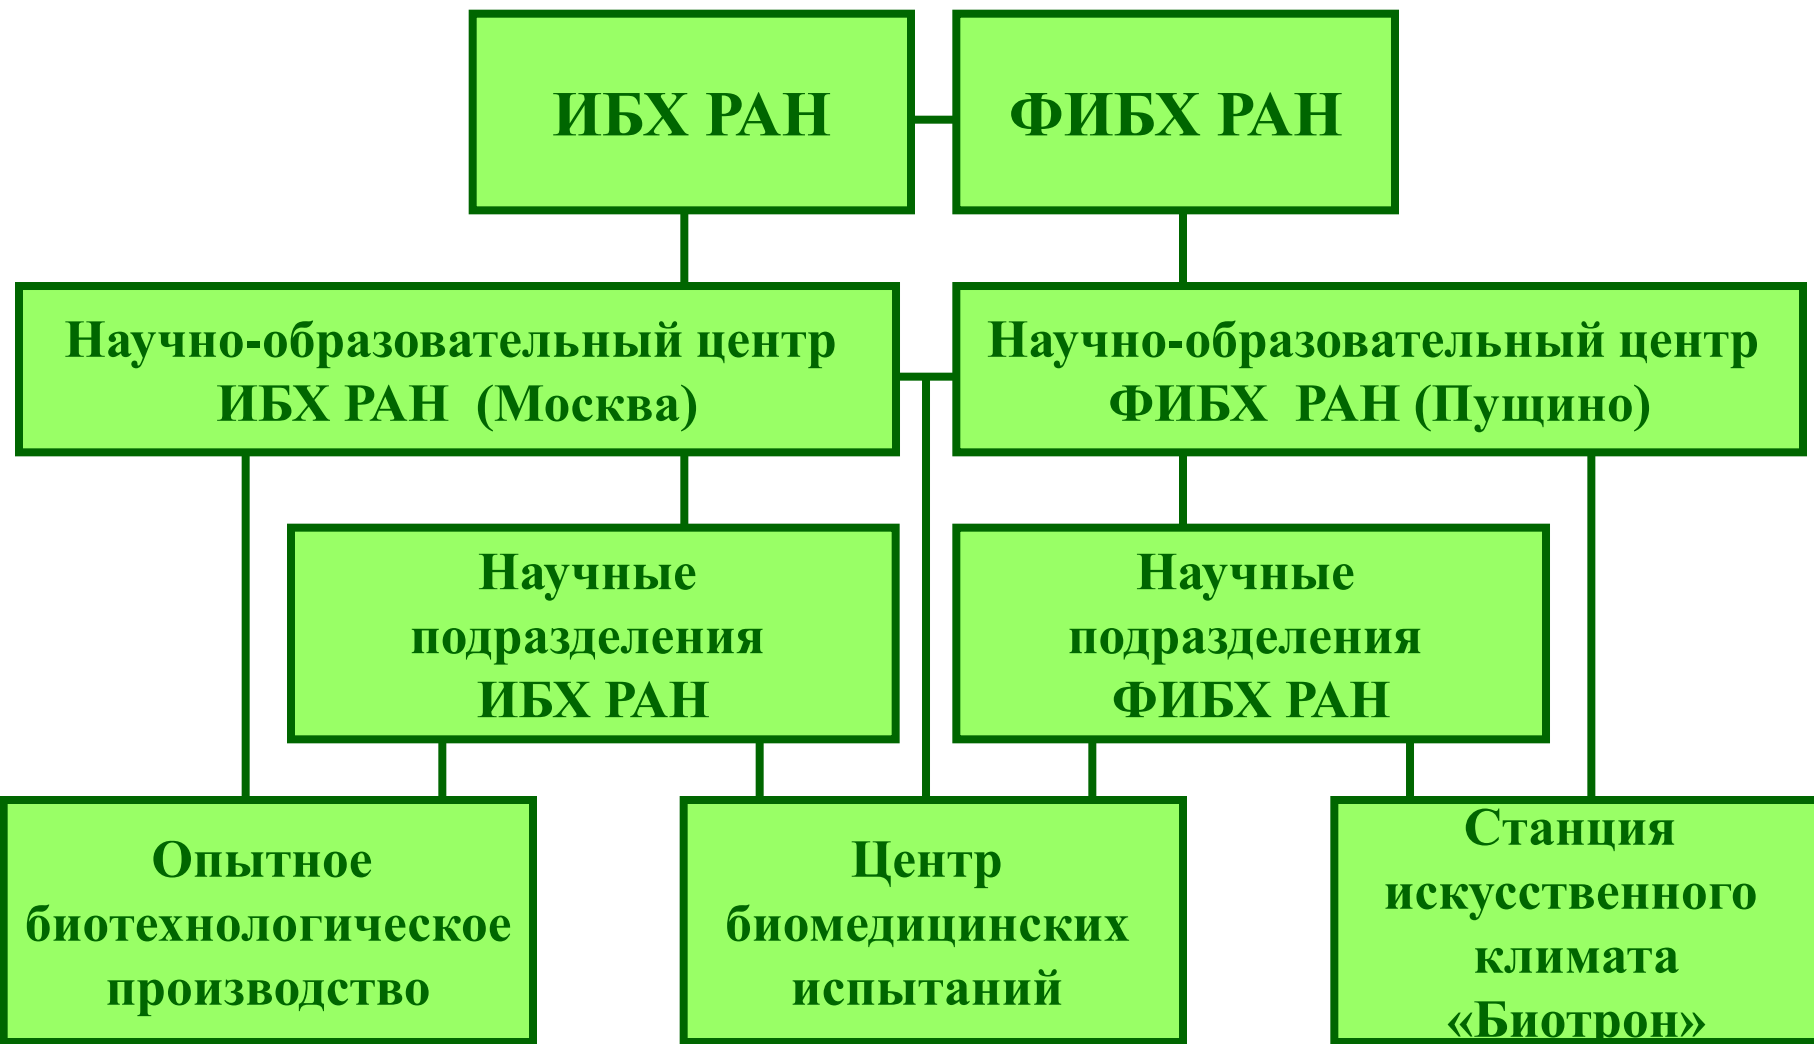 ИБХ РАН
ФИБХ РАН
Научно-образовательный центр
ИБХ РАН (Москва)
Научно-образовательный центр
ФИБХ РАН (Пущино)
Научные
подразделения
ИБХ РАН
Научные
подразделения
ФИБХ РАН
Опытное
биотехнологическое
производство
Центр
биомедицинских
испытаний
Станция
искусственного
климата
«Биотрон»